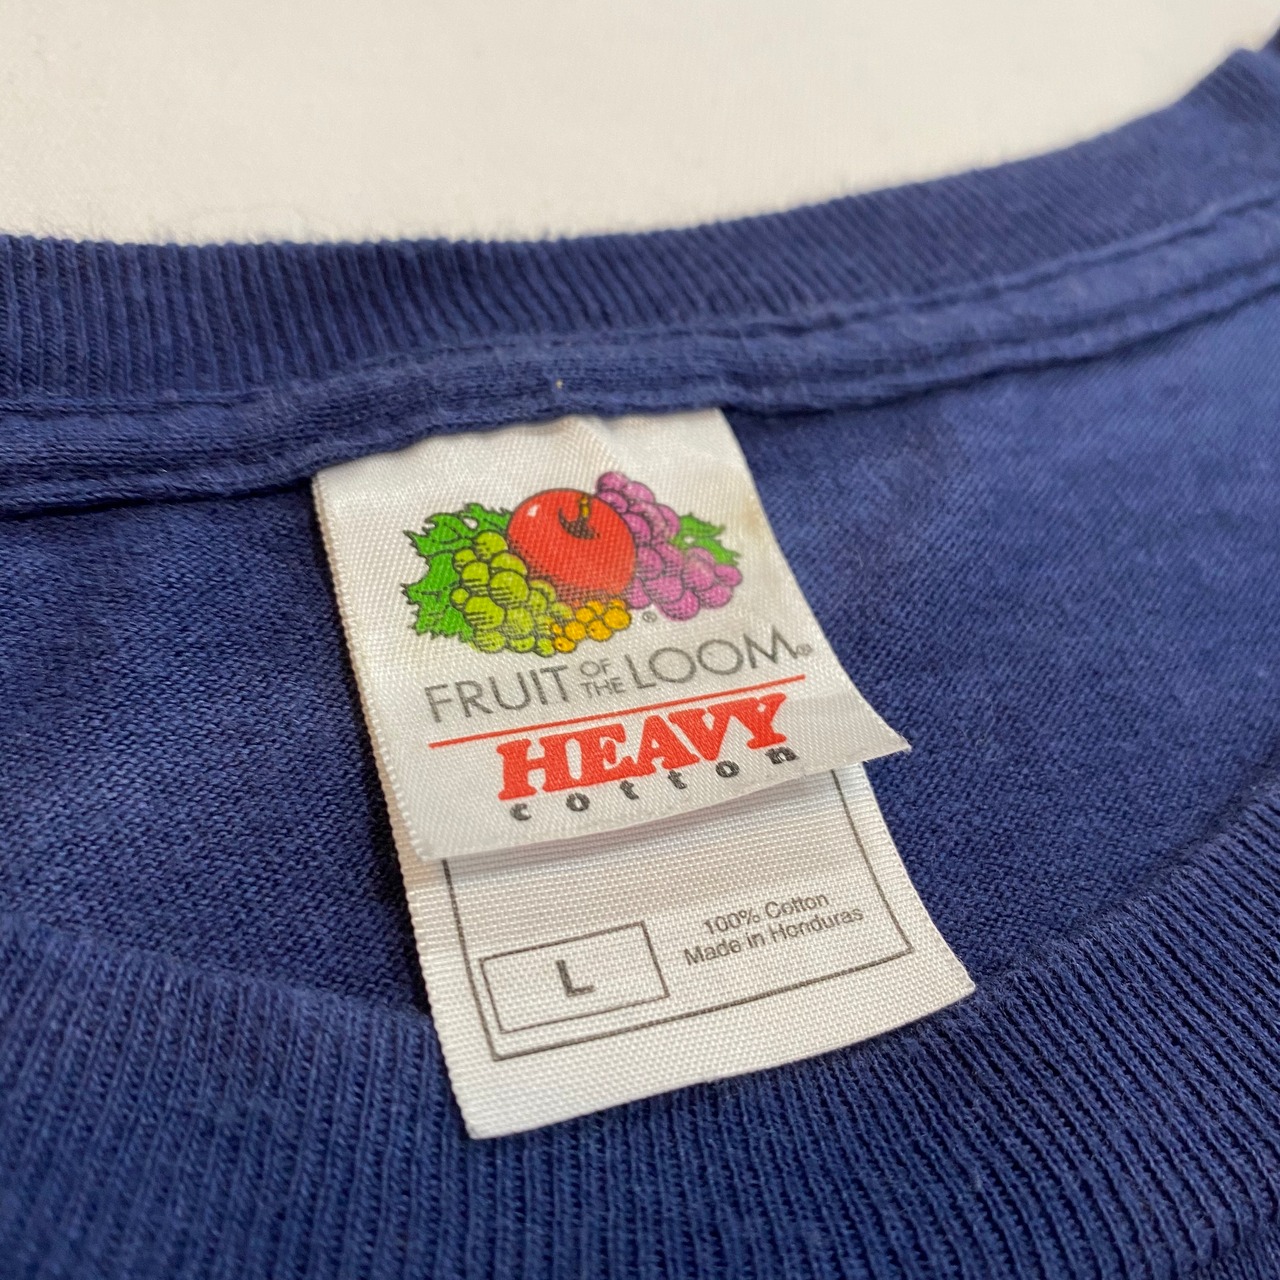 FRUIT OF THE LOOM®
HEAVY
cotton
L
100% Cotton
Made in Honduras